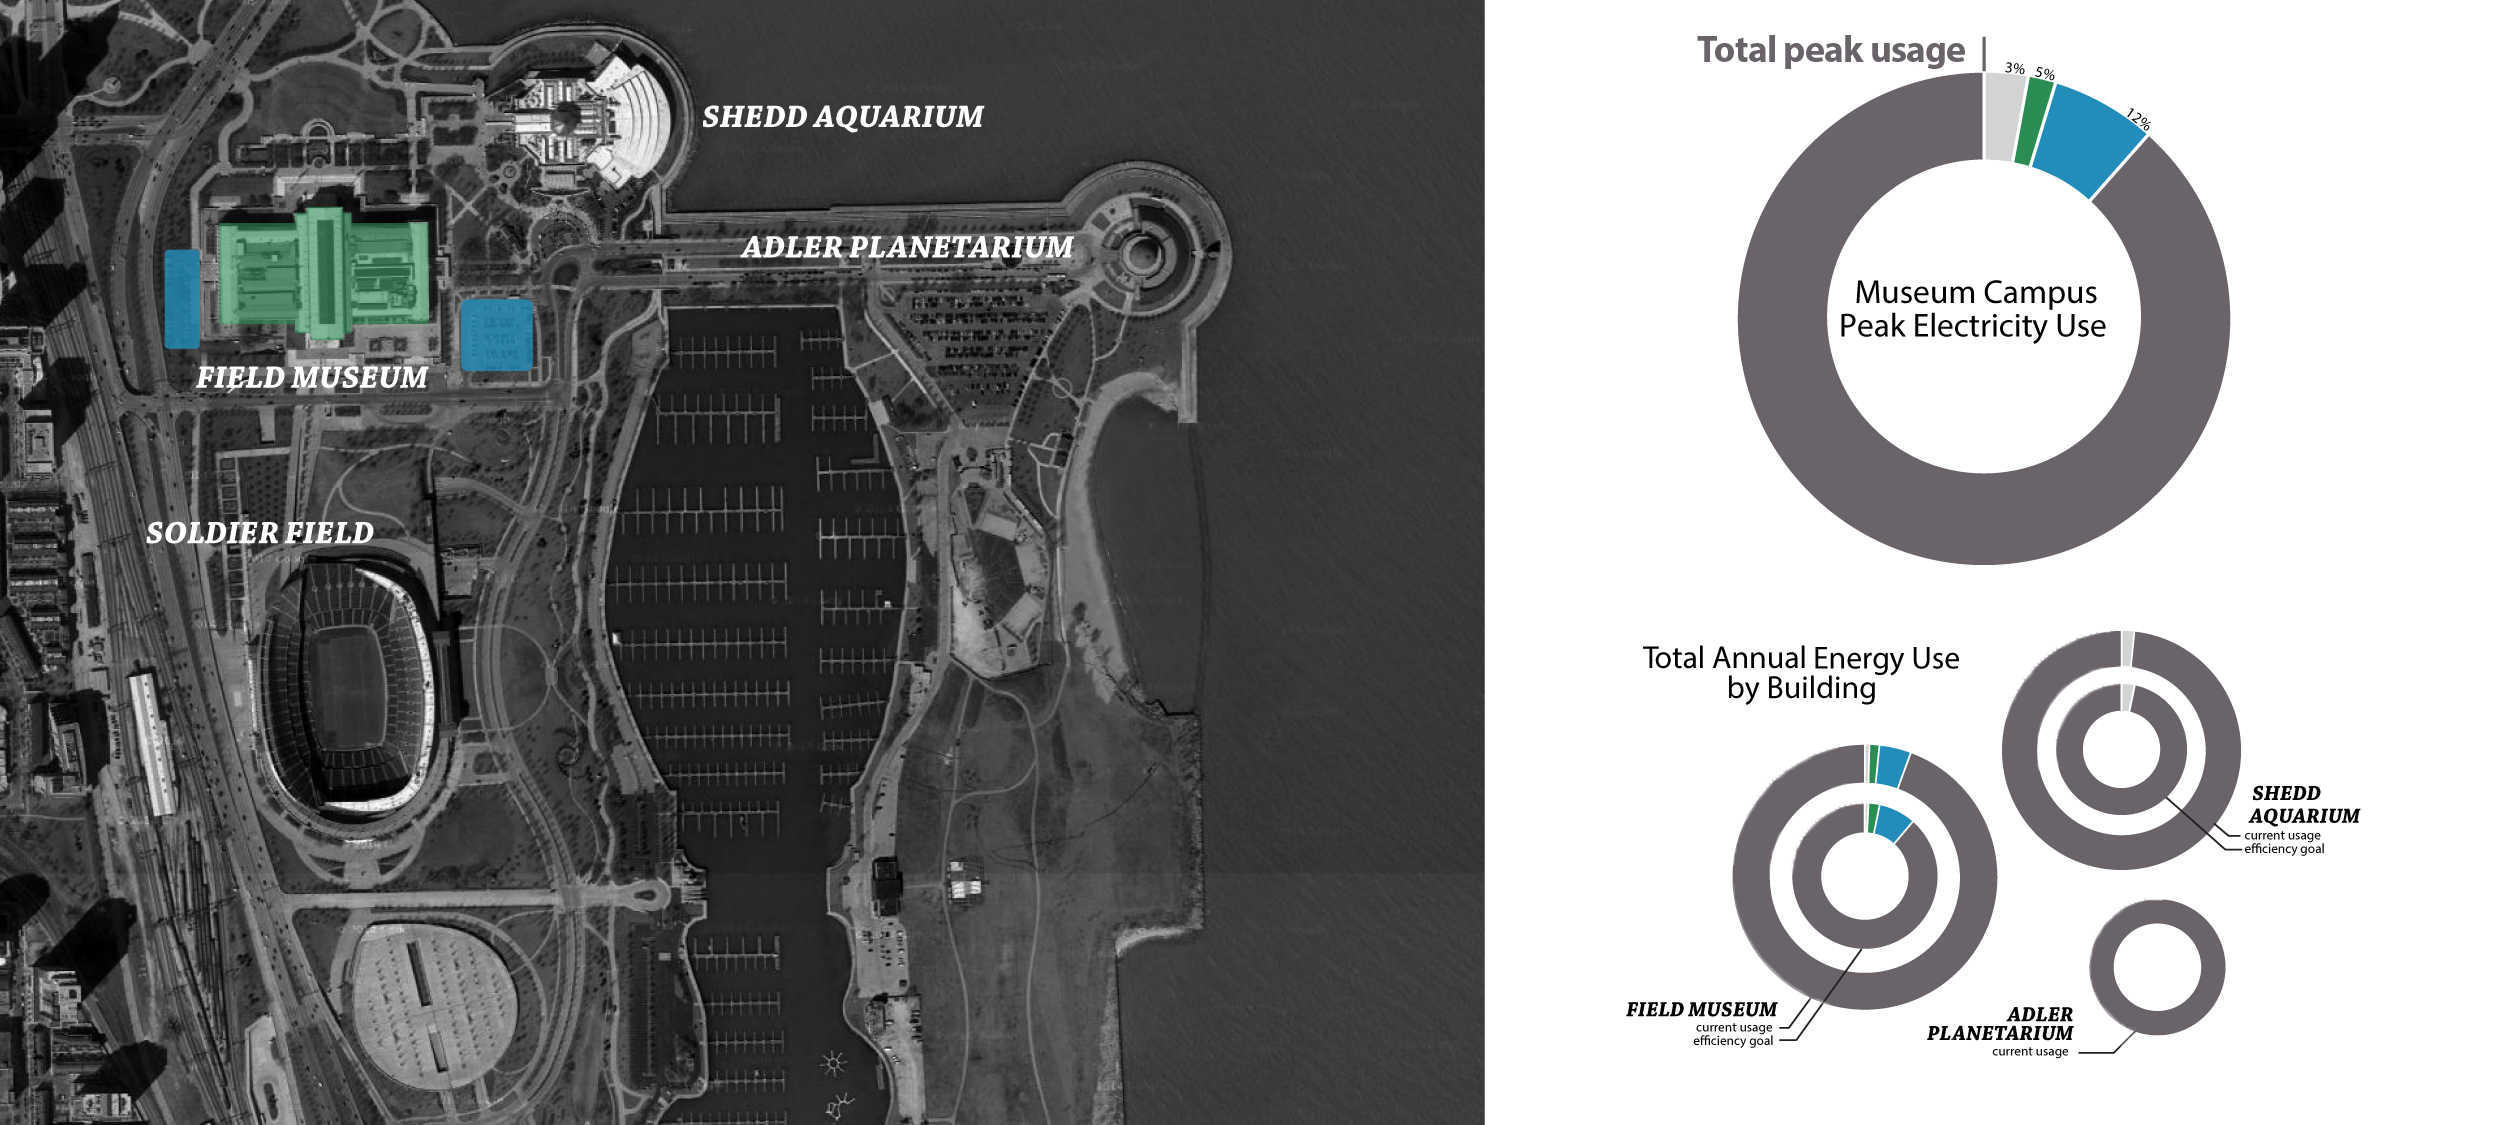 SHEDD AQUARIUM
ADLER PLANETARIUM
FIELD MUSEUM
SOLDIER FIELD
Total peak usage
3%
5%
12%
Museum Campus
Peak Electricity Use
Total Annual Energy Use
by Building
SHEDD
AQUARIUM
current usage
efficiency goal
FIELD MUSEUM
current usage
efficiency goal
ADLER
PLANETARIUM
current usage